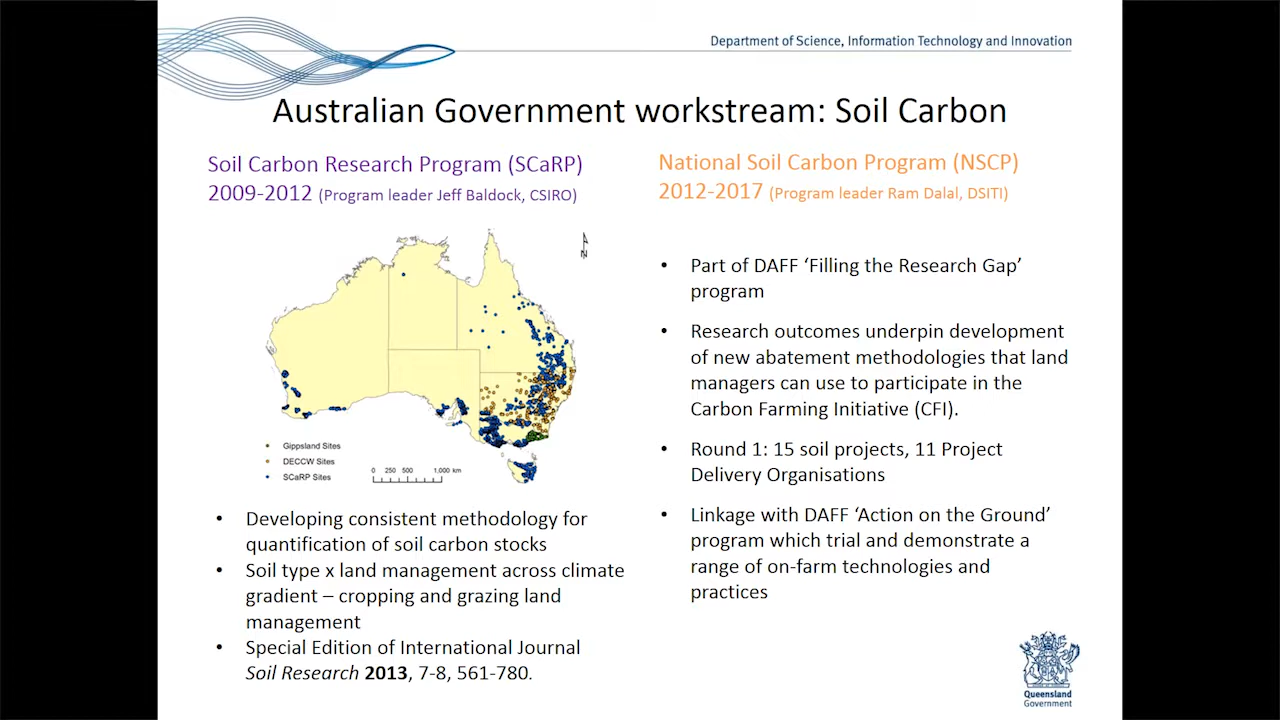 Department of Science, Information Technology and Innovation
Australian Government workstream: Soil Carbon
Soil Carbon Research Program (SCaRP)
2009-2012 (Program leader Jeff Baldock, CSIRO)
N
Gippsland Sites
DECCW Sites
SCaRP Sites
0 250 500 1,000 km
• Developing consistent methodology for
quantification of soil carbon stocks
• Soil type x land management across climate
gradient – cropping and grazing land
management
• Special Edition of International Journal
Soil Research 2013, 7-8, 561-780.
National Soil Carbon Program (NSCP)
2012-2017 (Program leader Ram Dalal, DSITI)
• Part of DAFF ‘Filling the Research Gap’
program
• Research outcomes underpin development
of new abatement methodologies that land
managers can use to participate in the
Carbon Farming Initiative (CFI).
• Round 1: 15 soil projects, 11 Project
Delivery Organisations
• Linkage with DAFF ‘Action on the Ground’
program which trial and demonstrate a
range of on-farm technologies and
practices
Queensland
Government